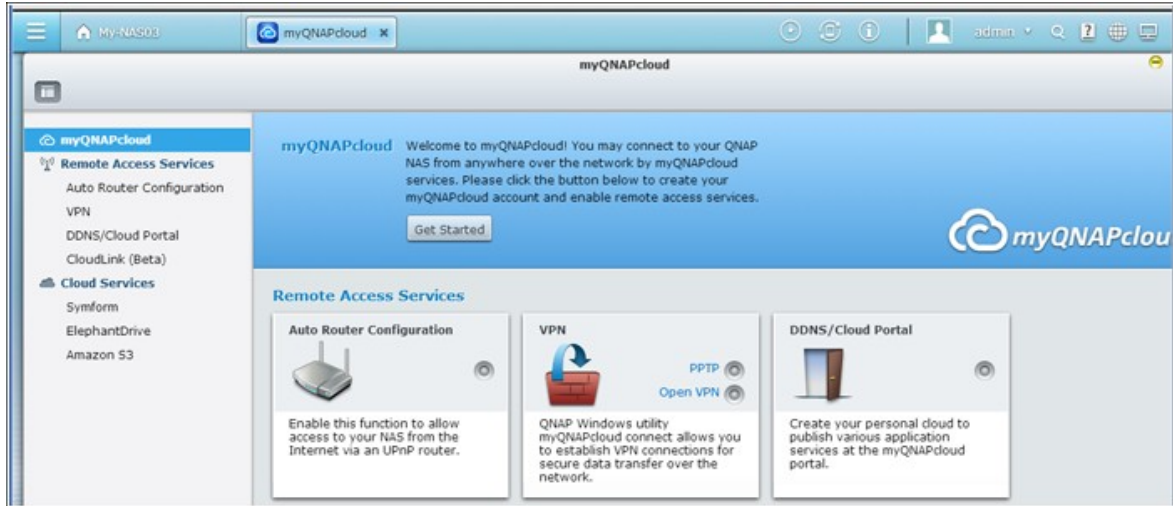 My-NAS03
myQNAPcloud
admin
myQNAPcloud
myQNAPcloud
Remote Access Services
Auto Router Configuration
VPN
DDNS/Cloud Portal
CloudLink (Beta)
Cloud Services
Symform
ElephantDrive
Amazon S3
myQNAPcloud
Welcome to myQNAPcloud! You may connect to your QNAP
NAS from anywhere over the network by myQNAPcloud
services. Please click the button below to create your
myQNAPcloud account and enable remote access services.
Get Started
myQNAPclou
Remote Access Services
Auto Router Configuration
Enable this function to allow
access to your NAS from the
Internet via an UPnP router.
VPN
PPTP
Open VPN
QNAP Windows utility
myQNAPcloud connect allows you
to establish VPN connections for
secure data transfer over the
network.
DDNS/Cloud Portal
Create your personal cloud to
publish various application
services at the myQNAPcloud
portal.